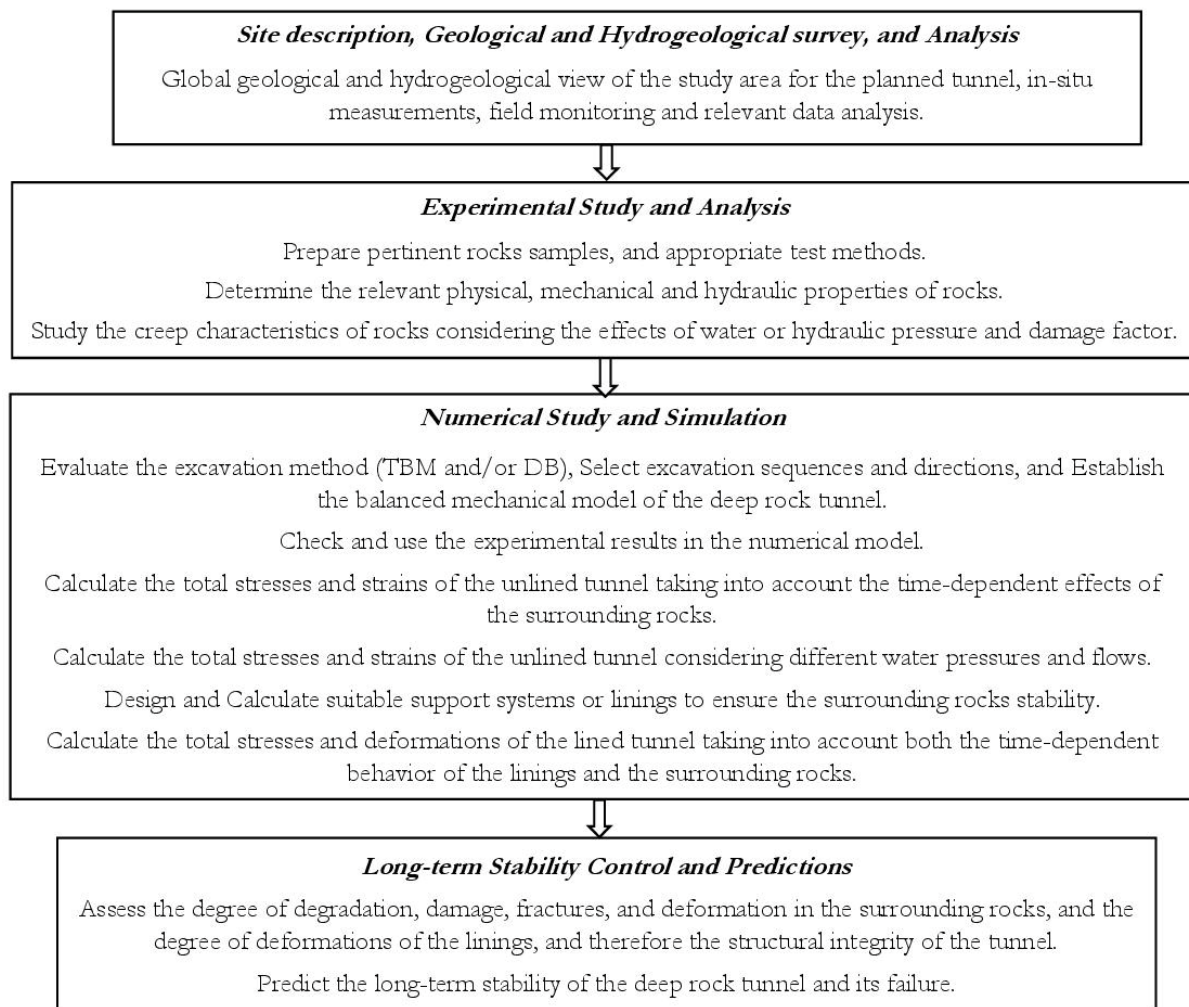 Site description, Geological and Hydrogeological survey, and Analysis
Global geological and hydrogeological view of the study area for the planned tunnel, in-situ
measurements, field monitoring and relevant data analysis.
Experimental Study and Analysis
Prepare pertinent rocks samples, and appropriate test methods.
Determine the relevant physical, mechanical and hydraulic properties of rocks.
Study the creep characteristics of rocks considering the effects of water or hydraulic pressure and damage factor.
Numerical Study and Simulation
Evaluate the excavation method (TBM and/or DB), Select excavation sequences and directions, and Establish
the balanced mechanical model of the deep rock tunnel.
Check and use the experimental results in the numerical model.
Calculate the total stresses and strains of the unlined tunnel taking into account the time-dependent effects of
the surrounding rocks.
Calculate the total stresses and strains of the unlined tunnel considering different water pressures and flows.
Design and Calculate suitable support systems or linings to ensure the surrounding rocks stability.
Calculate the total stresses and deformations of the lined tunnel taking into account both the time-dependent
behavior of the linings and the surrounding rocks.
Long-term Stability Control and Predictions
Assess the degree of degradation, damage, fractures, and deformation in the surrounding rocks, and the
degree of deformations of the linings, and therefore the structural integrity of the tunnel.
Predict the long-term stability of the deep rock tunnel and its failure.